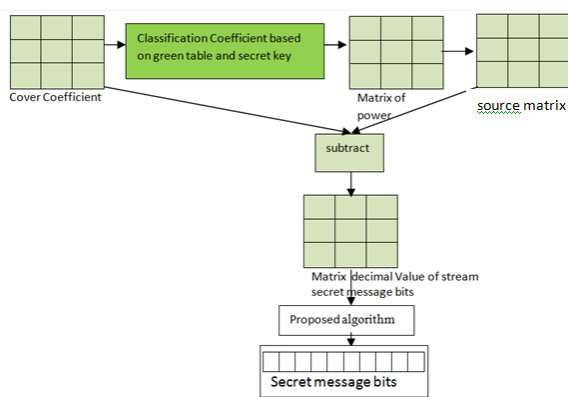 Classification Coefficient based
on green table and secret key
Cover Coefficient
Matrix of
power
source matrix
subtract
Matrix decimal Value of stream
secret message bits
Proposed algorithm
Secret message bits